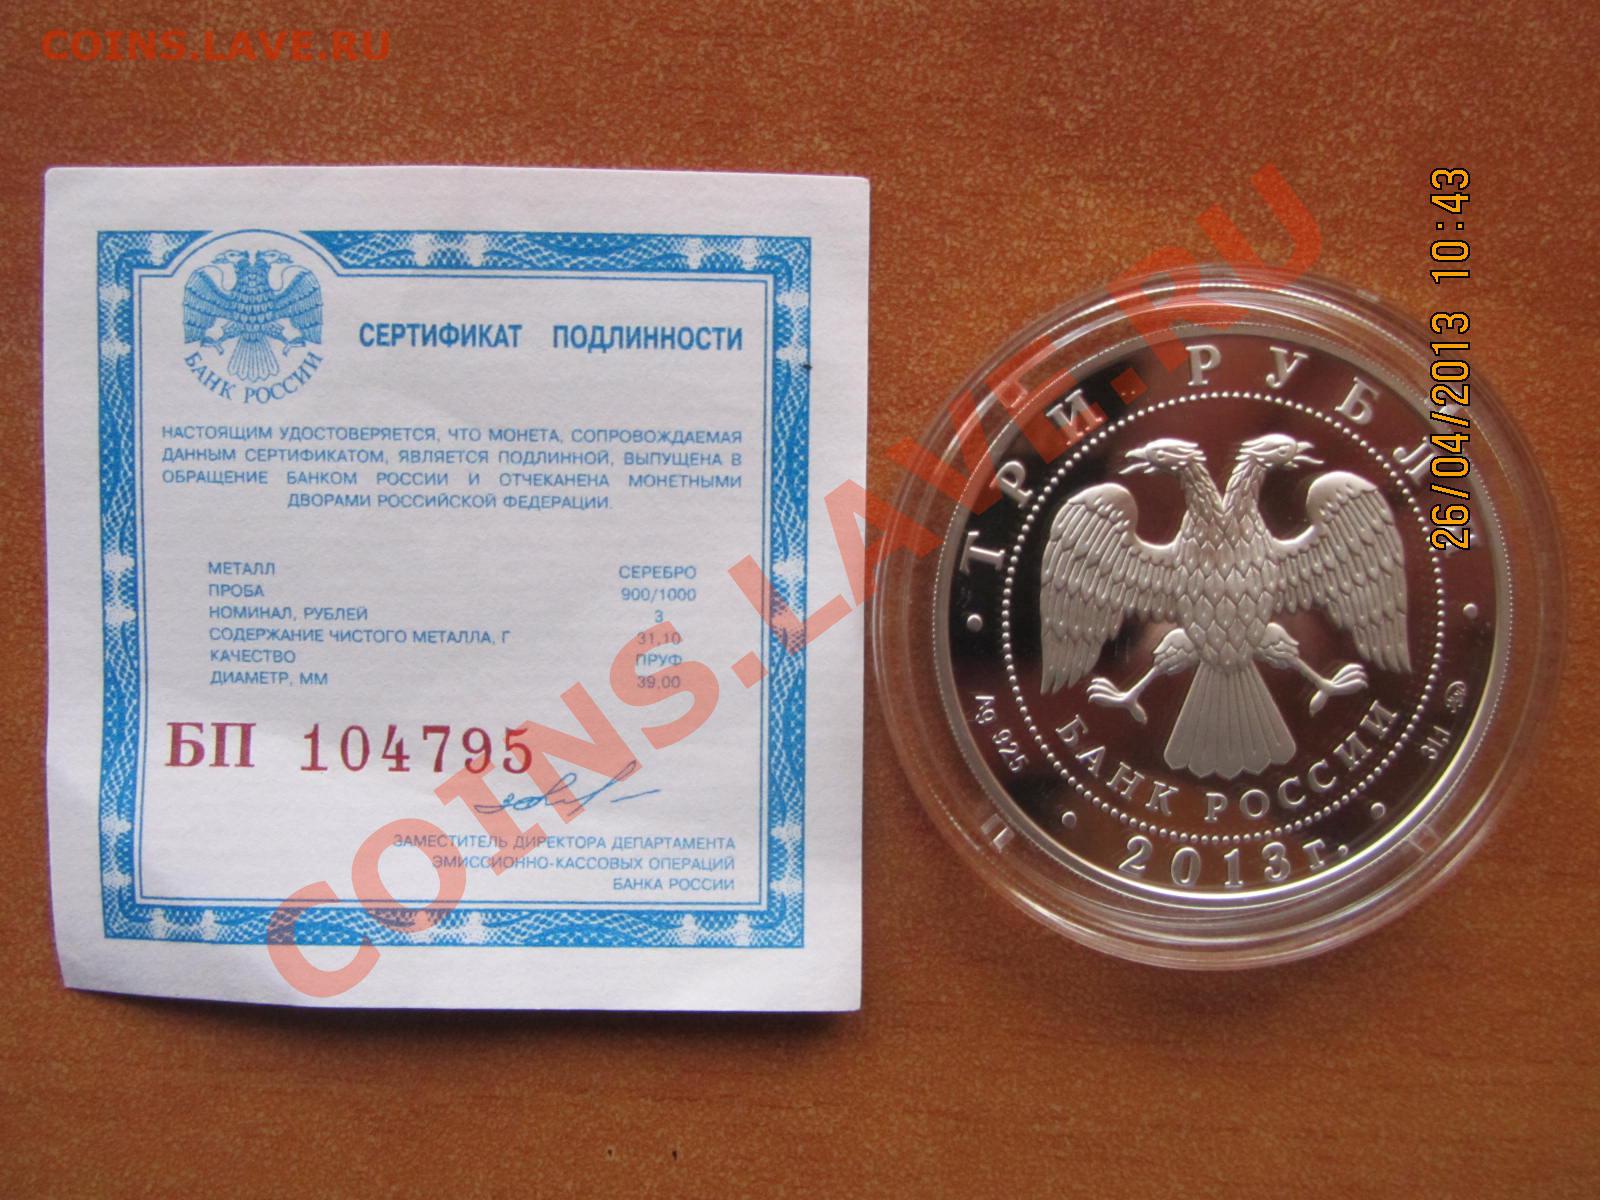 COINS.LAVE.RU
БАНК РОССИИ
СЕРТИФИКАТ ПОДЛИННОСТИ
НАСТОЯЩИМ УДОСТОВЕРЯЕТСЯ, ЧТО МОНЕТА, СОПРОВОЖДАЕМАЯ
ДАННЫМ СЕРТИФИКАТОМ, ЯВЛЯЕТСЯ ПОДЛИННОЙ, ВЫПУЩЕНА В
ОБРАЩЕНИЕ БАНКОМ РОССИИ И ОТЧЕКАНЕНА МОНЕТНЫМИ
ДВОРАМИ РОССИЙСКОЙ ФЕДЕРАЦИИ.
МЕТАЛЛ СЕРЕБРО
ПРОБА 900/1000
НОМИНАЛ, РУБЛЕЙ 3
СОДЕРЖАНИЕ ЧИСТОГО МЕТАЛЛА, Г 31,10
КАЧЕСТВО ПРУФ
ДИАМЕТР, ММ 39,00
БП 104795
ЗАМЕСТИТЕЛЬ ДИРЕКТОРА ДЕПАРТАМЕНТА
ЭМИССИОННО-КАССОВЫХ ОПЕРАЦИЙ
БАНКА РОССИИ
• ТРИ РУБЛЯ •
БАНК РОССИИ
Ag 925
31,1
• 2013 г. •
26/04/2013 10:43
COINS.LAVE.RU